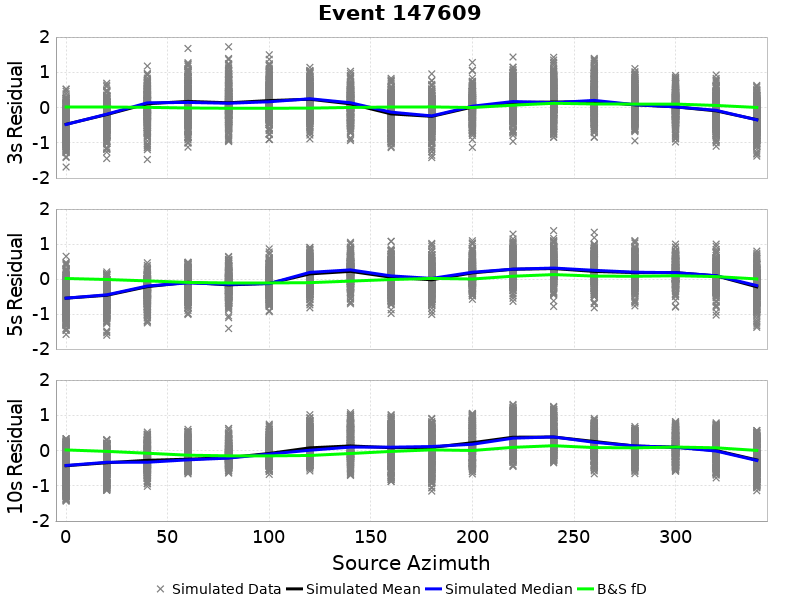 Event 147609
2
1
0
-1
-2
3s Residual
2
1
0
-1
-2
5s Residual
2
1
0
-1
-2
10s Residual
0 50 100 150 200 250 300
Source Azimuth
Simulated Data Simulated Mean Simulated Median B&S fD